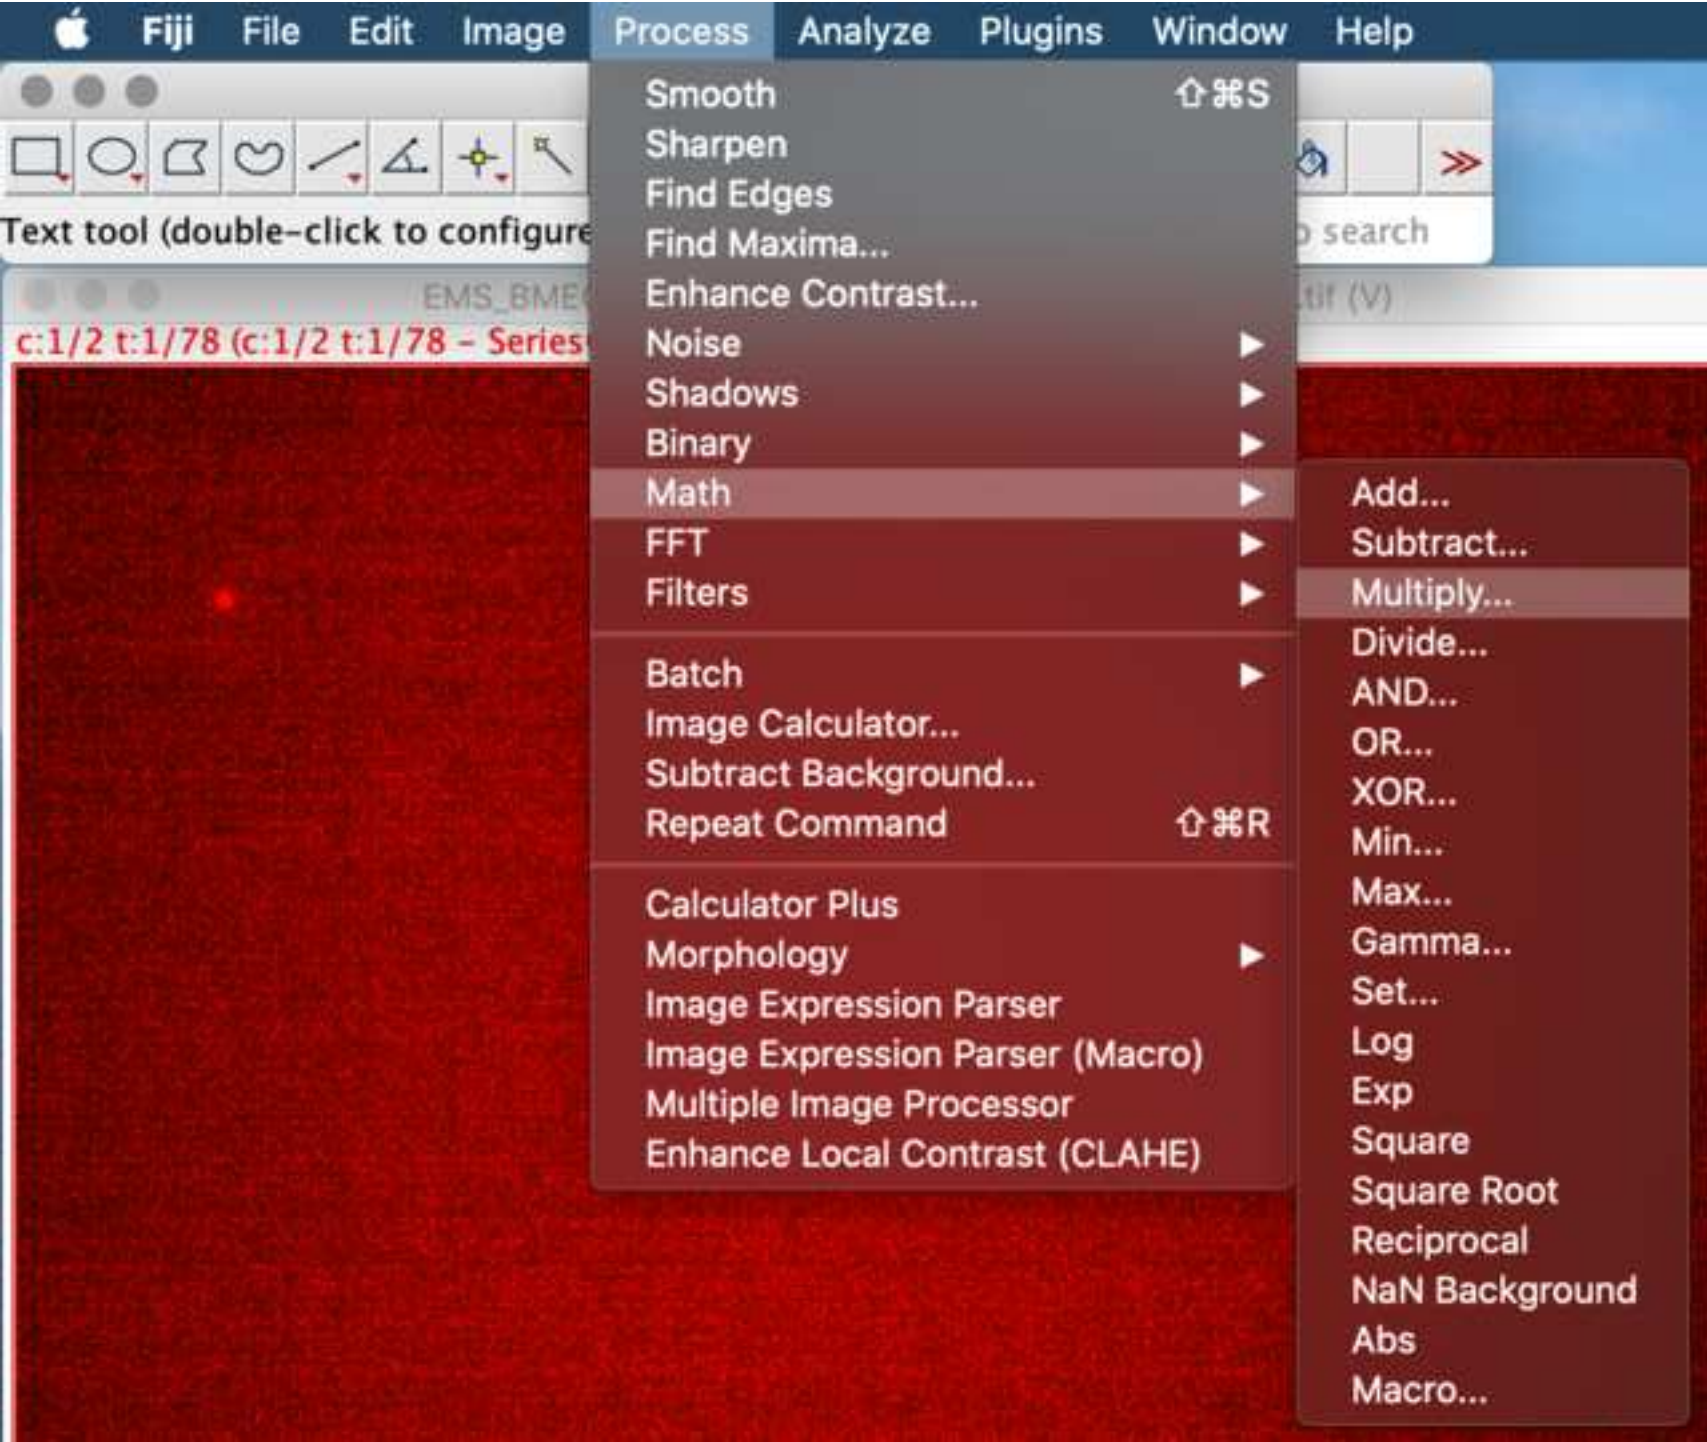 Fiji File Edit Image Process Analyze Plugins Window Help
Smooth ⇧⌘S
Sharpen
Find Edges
Text tool (double-click to configure
search
Find Maxima...
Enhance Contrast...
EMS_BME
.tif (V)
c:1/2 t:1/78 (c:1/2 t:1/78 - Series
Noise
Shadows
Binary
Math
FFT
Filters
Batch
Image Calculator...
Subtract Background...
Repeat Command ⇧⌘R
Calculator Plus
Morphology
Image Expression Parser
Image Expression Parser (Macro)
Multiple Image Processor
Enhance Local Contrast (CLAHE)
Add...
Subtract...
Multiply...
Divide...
AND...
OR...
XOR...
Min...
Max...
Gamma...
Set...
Log
Exp
Square
Square Root
Reciprocal
NaN Background
Abs
Macro...